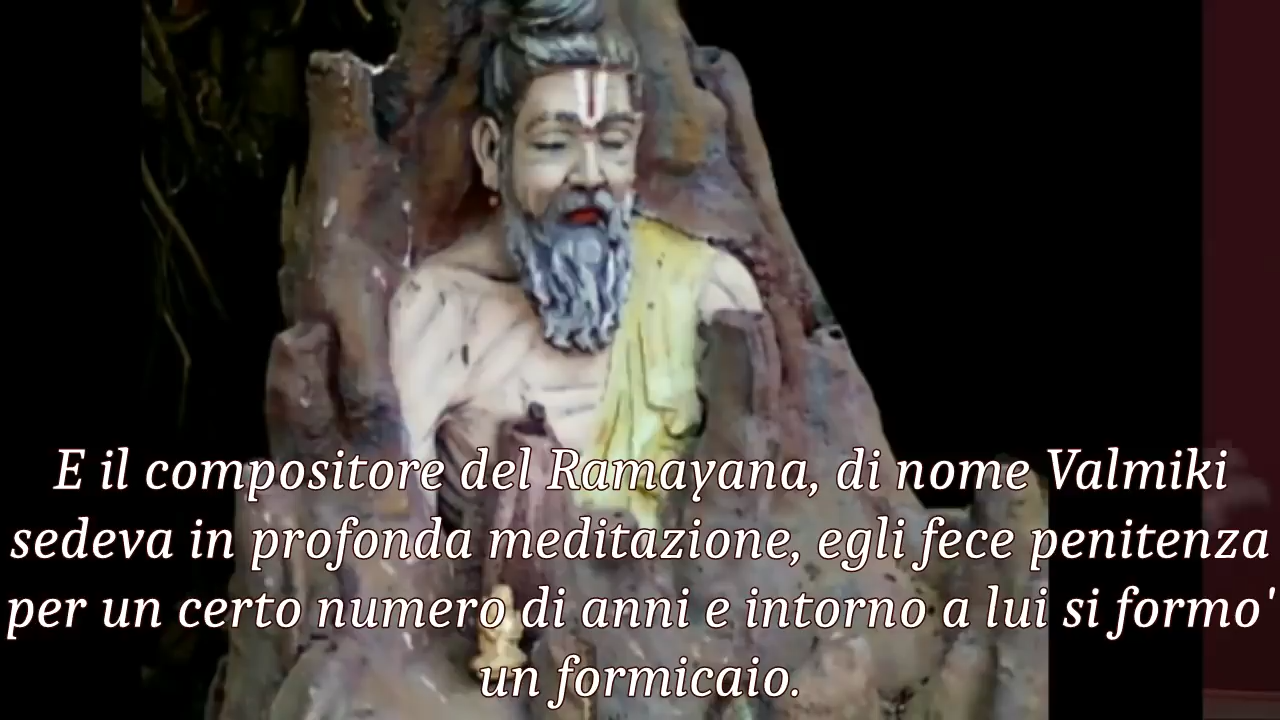 E il compositore del Ramayana, di nome Valmiki
sedeva in profonda meditazione, egli fece penitenza
per un certo numero di anni e intorno a lui si formo'
un formicaio.